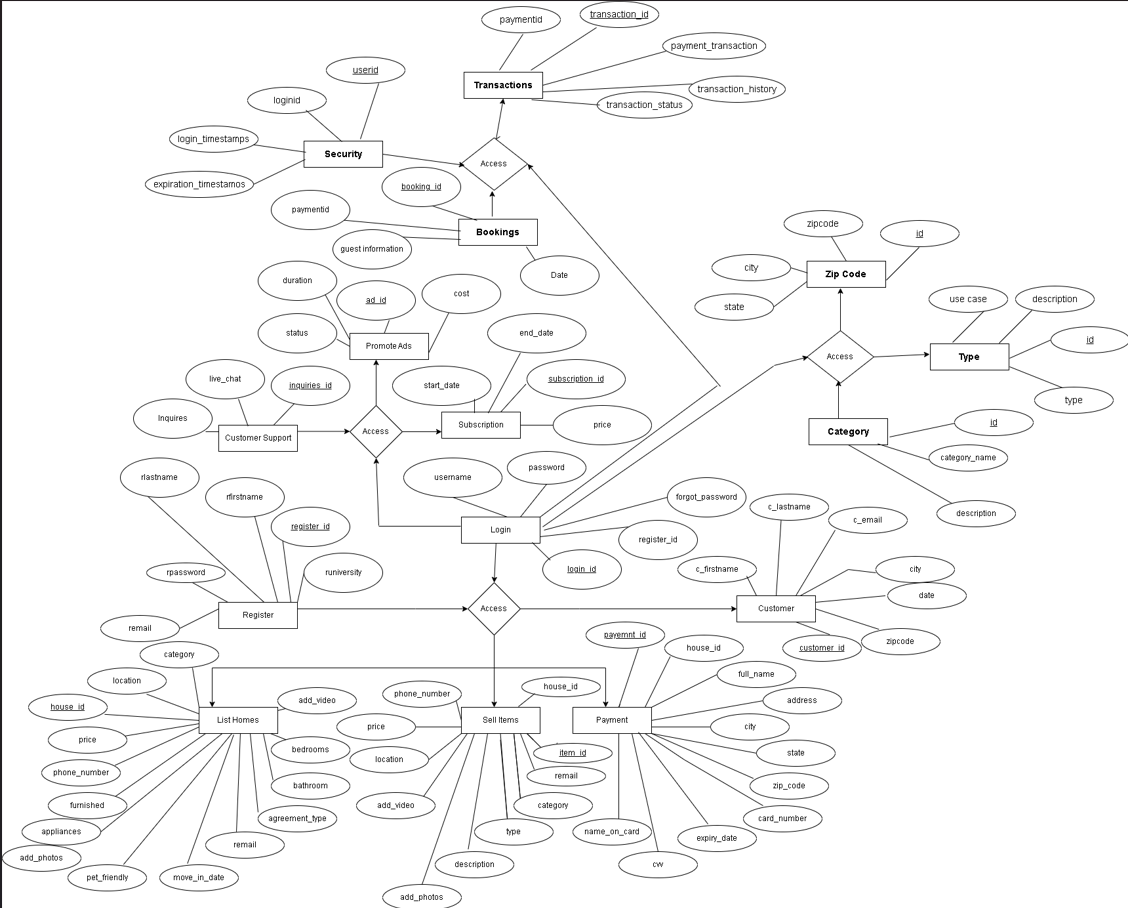 paymentid
transaction_id
payment_transaction
userid
Transactions
transaction_history
loginid
transaction_status
login_timestamps
Security
Access
expiration_timestamos
booking_id
paymentid
Bookings
guest information
Date
zipcode
id
city
Zip Code
state
duration
ad_id
cost
status
Promote Ads
end_date
use case
description
id
Access
Type
type
live_chat
inquiries_id
start_date
subscription_id
Inquires
Customer Support
Access
Subscription
price
id
Category
category_name
description
rlastname
rfirstname
register_id
username
password
forgot_password
Login
register_id
c_lastname
c_email
rpassword
runiversity
login_id
c_firstname
city
date
remail
Register
Access
Customer
customer_id
zipcode
category
payemnt_id
house_id
location
full_name
house_id
add_video
phone_number
house_id
address
List Homes
Sell Items
Payment
price
price
city
bedrooms
item_id
state
phone_number
location
remail
furnished
bathroom
zip_code
add_video
category
appliances
agreement_type
type
name_on_card
card_number
add_photos
remail
expiry_date
pet_friendly
move_in_date
description
cvv
add_photos